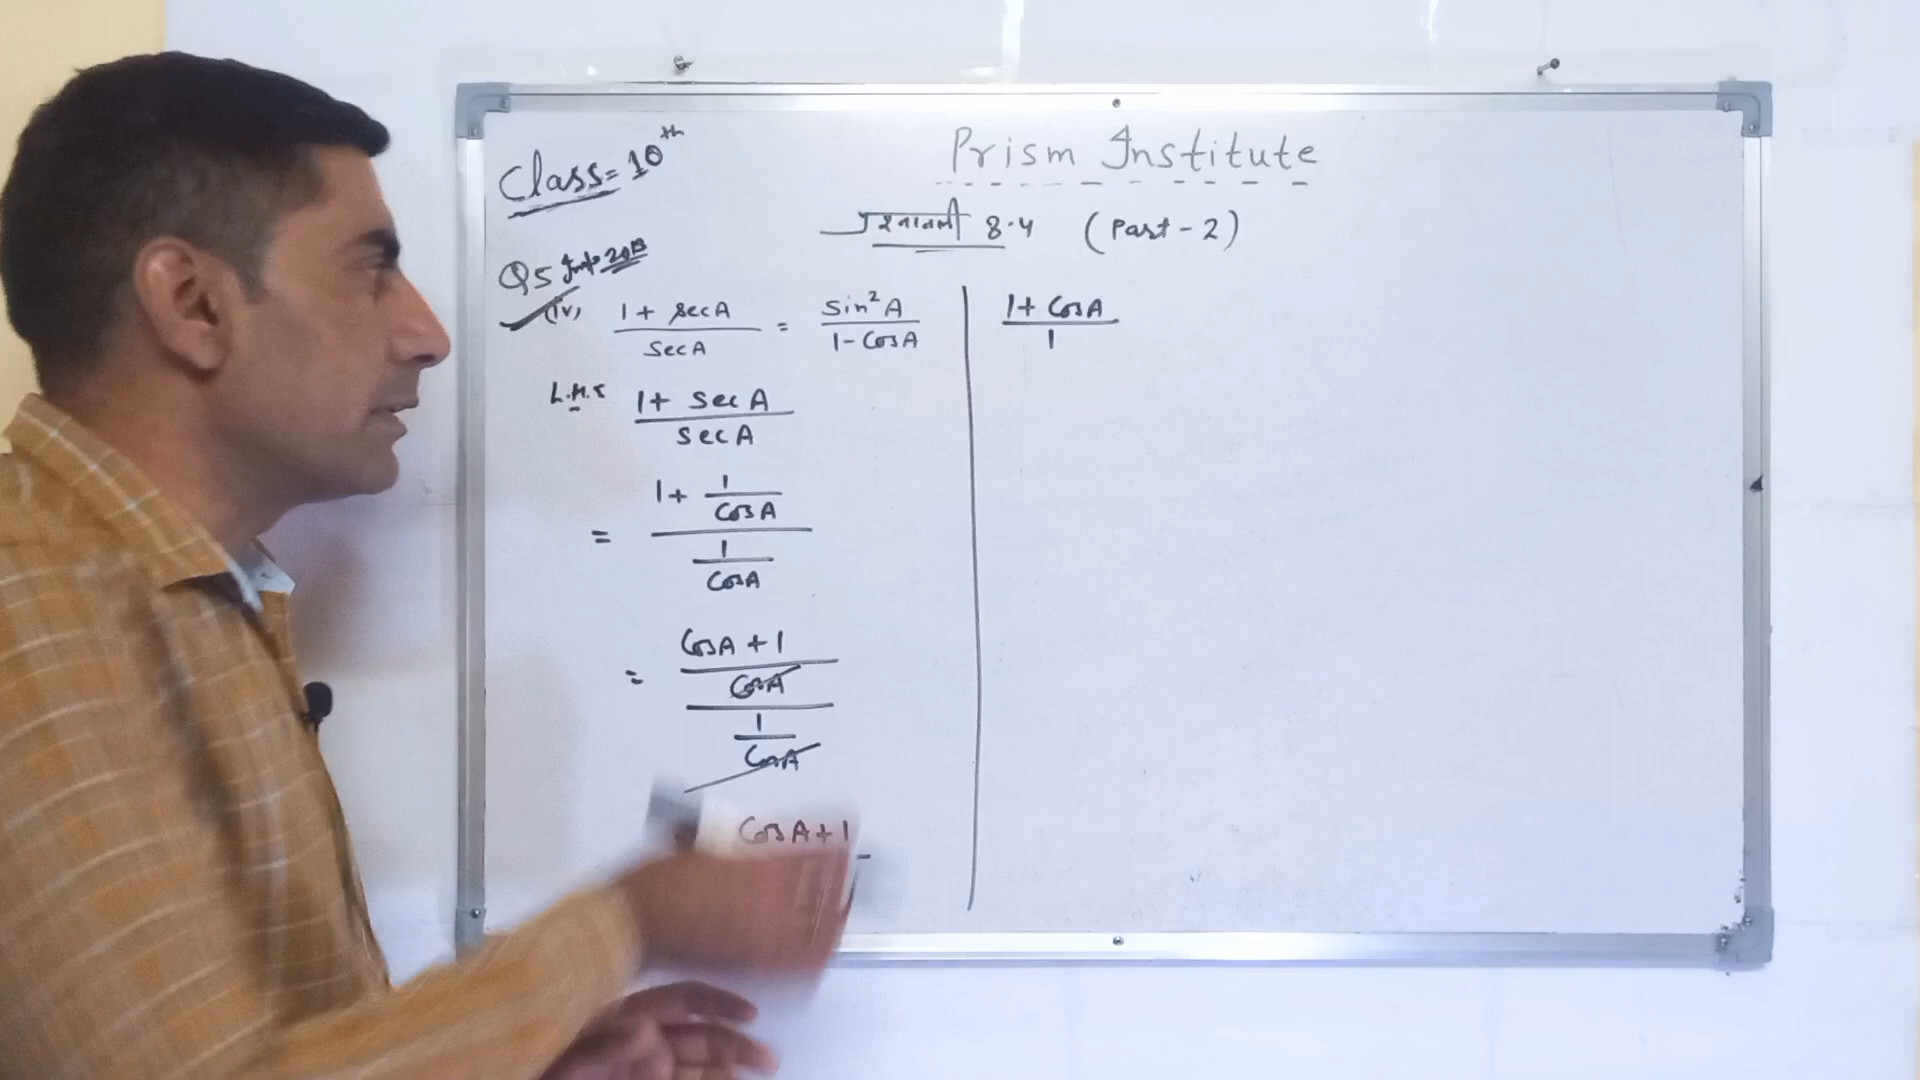 Class = 10th
Prism Institute
प्रश्नावली 8.4 (Part - 2)
Q5
(iv) 1 + secA / secA = sin²A / 1 - cosA
L.H.S 1 + secA / secA
= 1 + 1/cosA / 1/cosA
= cosA + 1 / cosA / 1 / cosA
cosA + 1
1 + cosA / 1